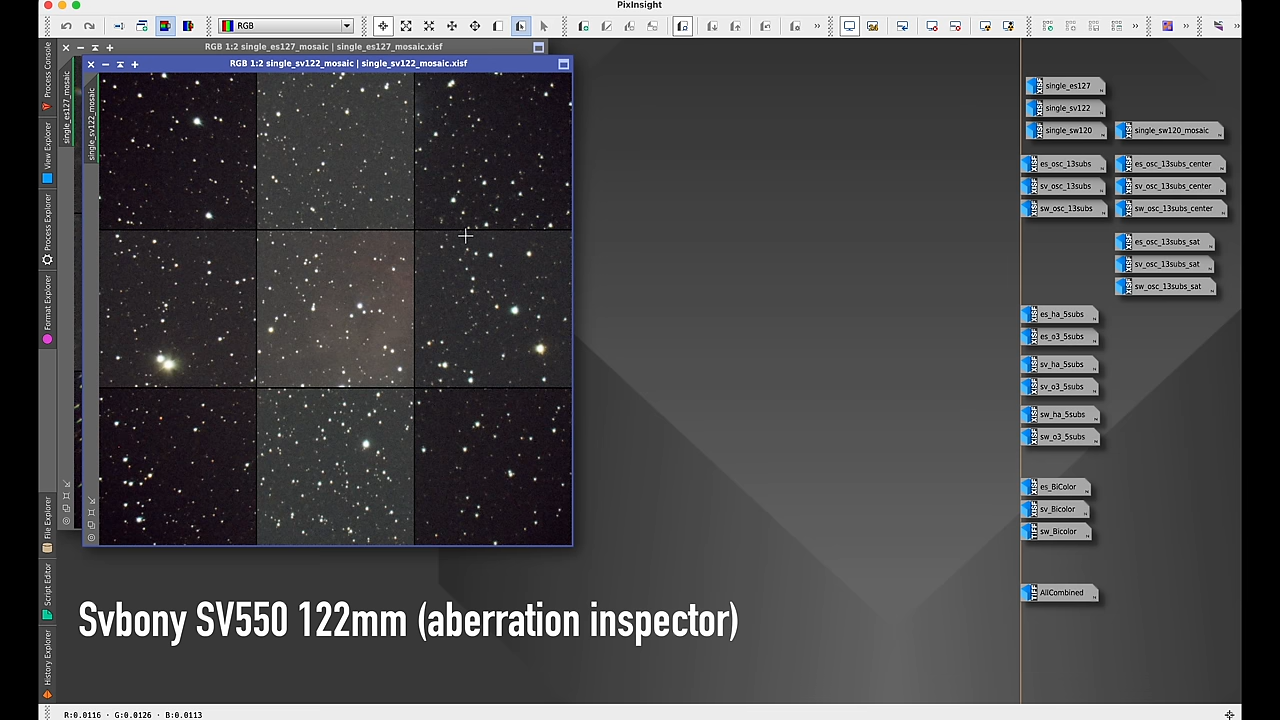 PixInsight
RGB
RGB 1:2 single_es127_mosaic | single_es127_mosaic.xisf
RGB 1:2 single_sv122_mosaic | single_sv122_mosaic.xisf
single_es127_mosaic
single_sv122_mosaic
Process Console
View Explorer
Process Explorer
Format Explorer
File Explorer
Script Editor
History Explorer
single_es127
single_sv122
single_sw120
single_sw120_mosaic
es_osc_13subs
es_osc_13subs_center
sv_osc_13subs
sv_osc_13subs_center
sw_osc_13subs
sw_osc_13subs_center
es_osc_13subs_sat
sv_osc_13subs_sat
sw_osc_13subs_sat
es_ha_5subs
es_o3_5subs
sv_ha_5subs
sv_o3_5subs
sw_ha_5subs
sw_o3_5subs
es_BiColor
sv_Bicolor
sw_Bicolor
AllCombined
Svbony SV550 122mm (aberration inspector)
R:0.0116 · G:0.0126 · B:0.0113